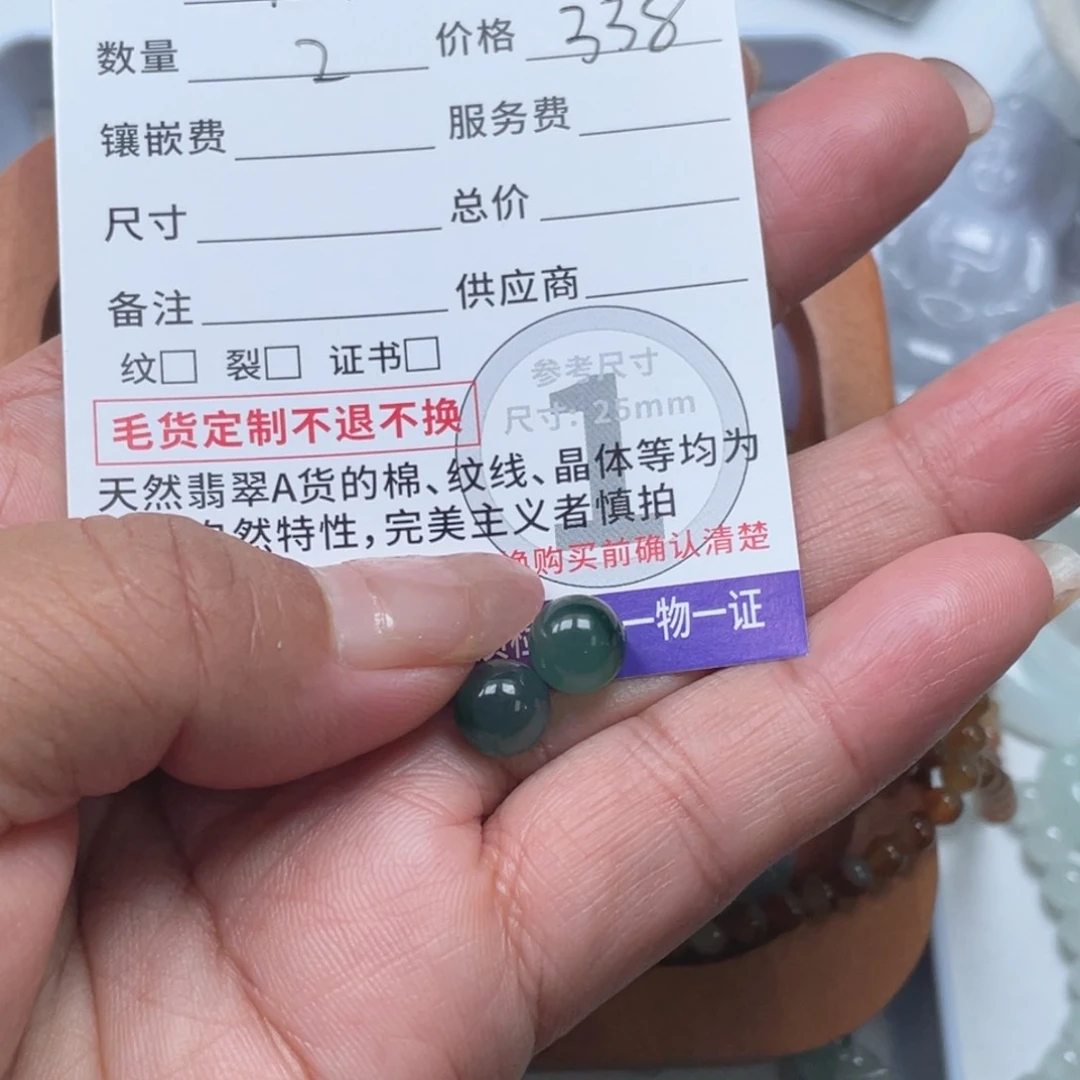 数量 2 价格 338
镶嵌费 服务费
尺寸 总价
备注 供应商
纹□ 裂□ 证书□
参考尺寸
尺寸：25mm
1
毛货定制不退不换
天然翡翠A货的棉、纹线、晶体等均为
自然特性，完美主义者慎拍
换购买前确认清楚
一物一证